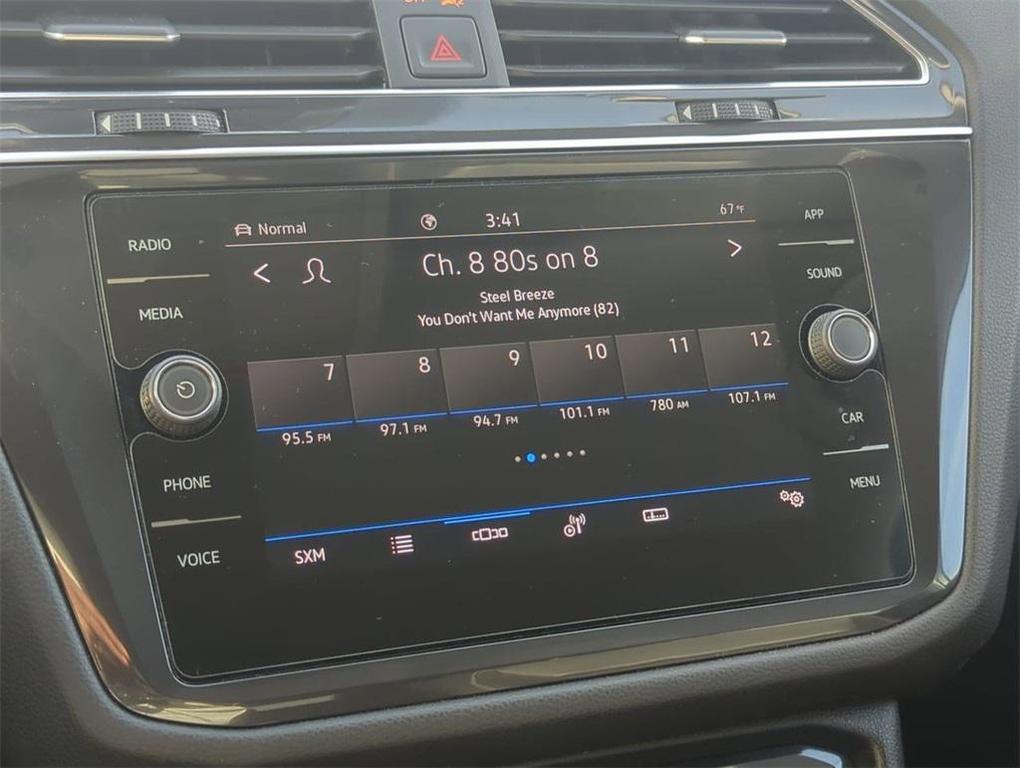 RADIO
MEDIA
PHONE
VOICE
Normal
3:41
67°F
Ch. 8 80s on 8
Steel Breeze
You Don't Want Me Anymore (82)
7 8 9 10 11 12
95.5 FM 97.1 FM 94.7 FM 101.1 FM 780 AM 107.1 FM
SXM
APP
SOUND
CAR
MENU